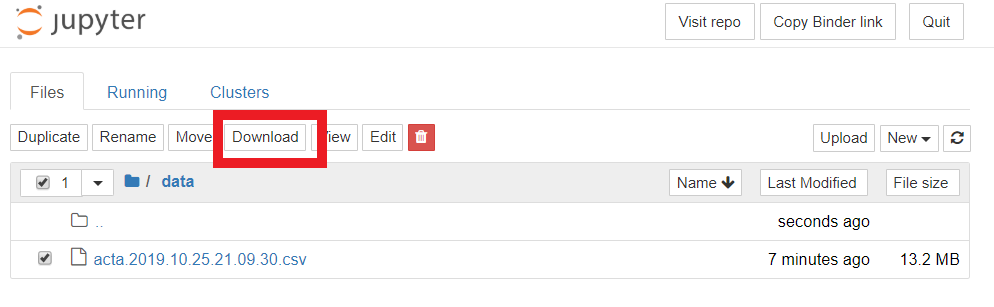 jupyter Visit repo Copy Binder link Quit
Files Running Clusters
Duplicate Rename Move Download View Edit Upload New
1 / data Name Last Modified File size
.. seconds ago
acta.2019.10.25.21.09.30.csv 7 minutes ago 13.2 MB